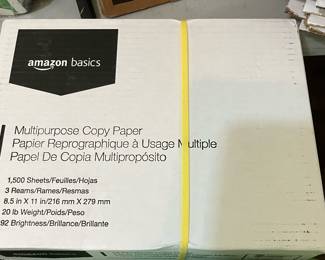 amazon basics
Multipurpose Copy Paper
Papier Reprographique à Usage Multiple
Papel De Copia Multipropósito
1,500 Sheets/Feuilles/Hojas
3 Reams/Rames/Resmas
8.5 in X 11 in/216 mm X 279 mm
20 lb Weight/Poids/Peso
92 Brightness/Brillance/Brillante